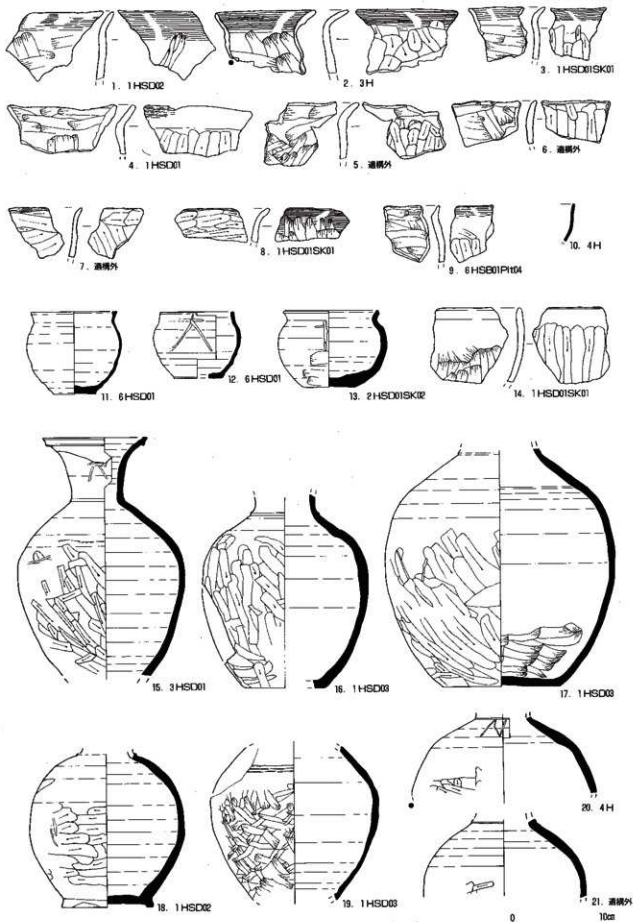 1. 1HSD02
2. 3H
3. 1HSD01SK01
4. 1HSD01
5. 遺構外
6. 遺構外
7. 遺構外
8. 1HSD01SK01
9. 6HSB01Pit04
10. 4H
11. 6HSD01
12. 6HSD01
13. 2HSD01SK02
14. 1HSD01SK01
15. 3HSD01
16. 1HSD03
17. 1HSD03
18. 1HSD02
19. 1HSD03
20. 4H
21. 遺構外
0 10cm